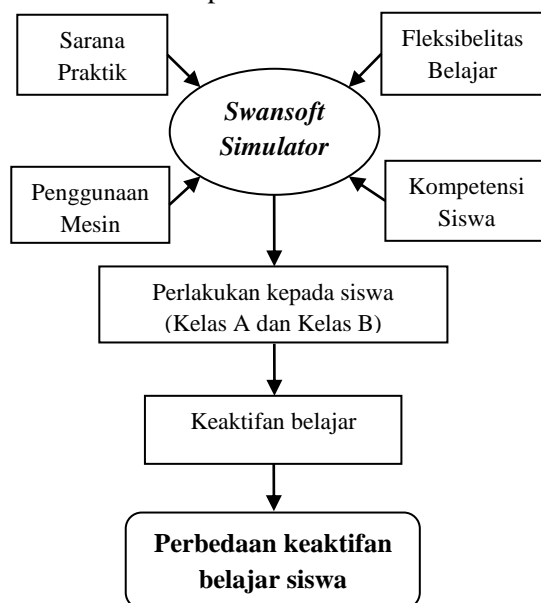 Sarana
Praktik
Fleksibelitas
Belajar
Swansoft
Simulator
Penggunaan
Mesin
Kompetensi
Siswa
Perlakukan kepada siswa
(Kelas A dan Kelas B)
Keaktifan belajar
Perbedaan keaktifan
belajar siswa